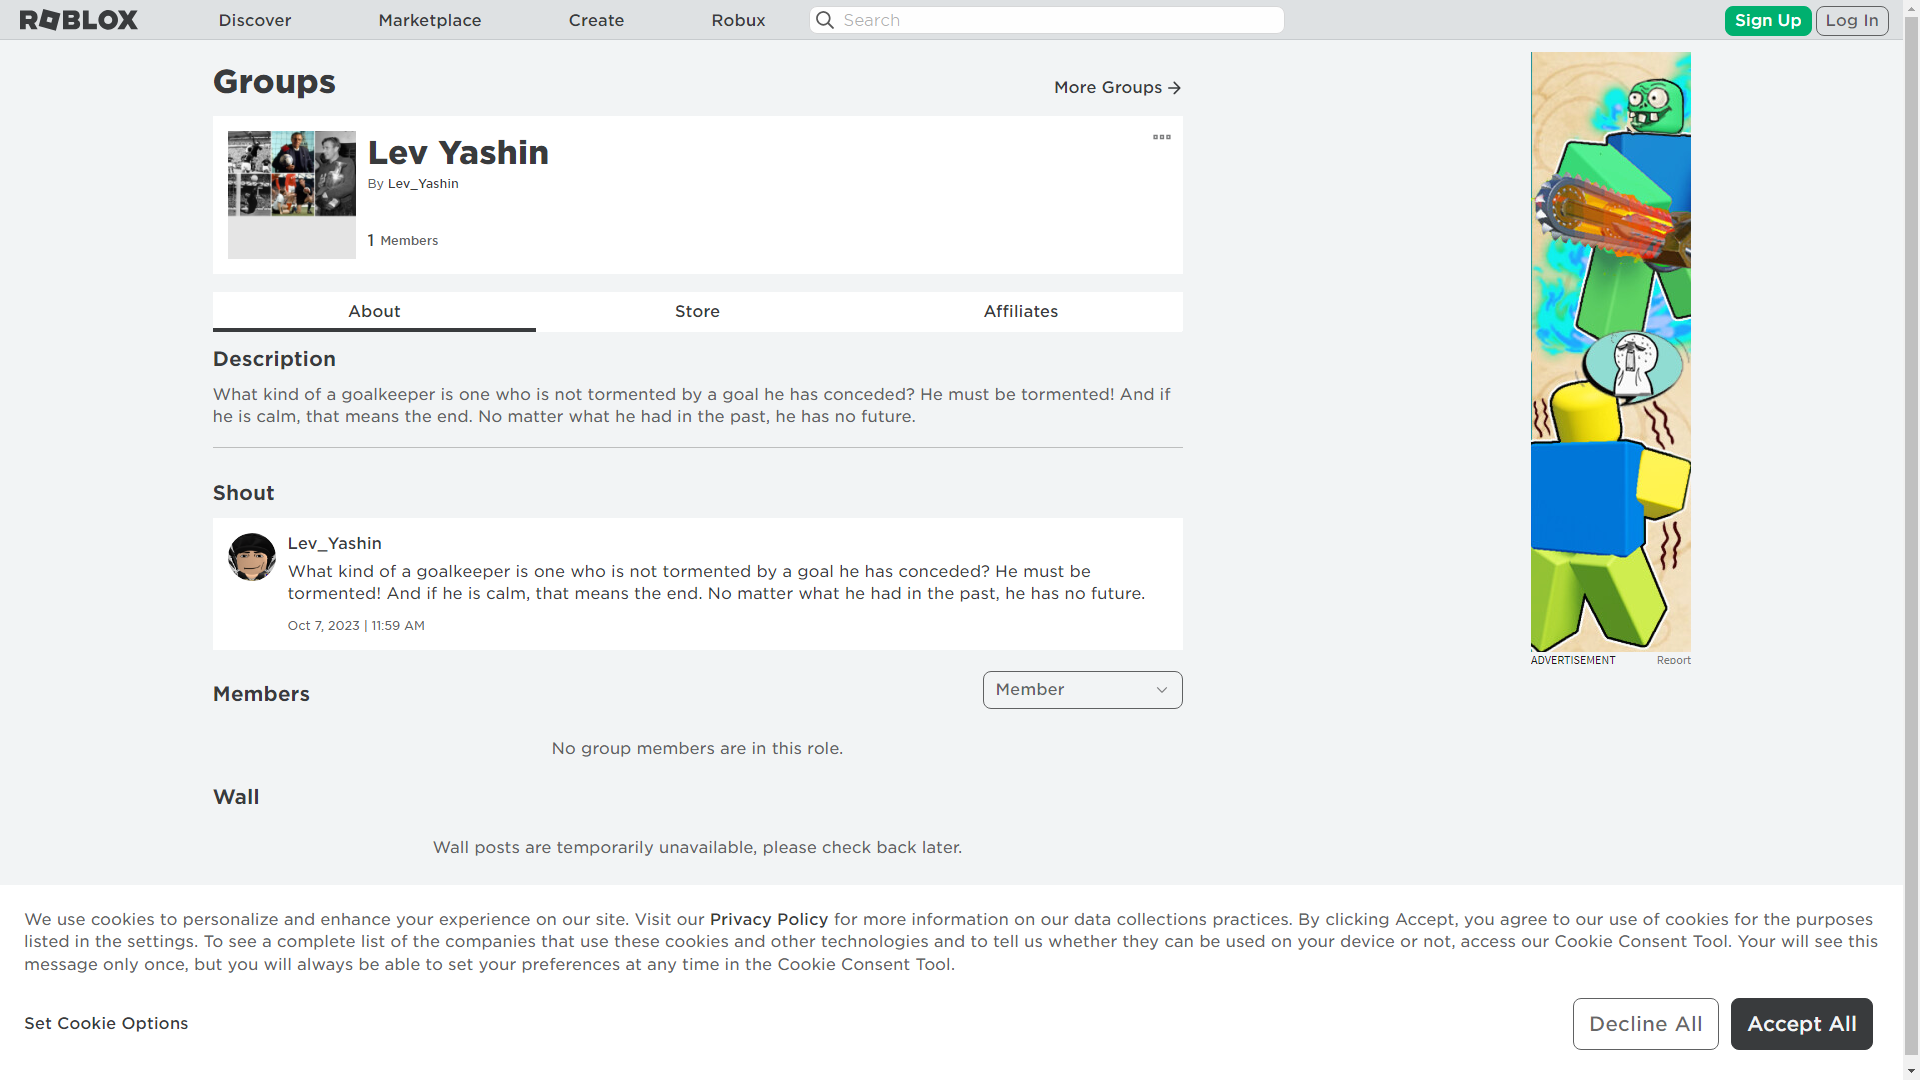 ROBLOX Discover Marketplace Create Robux Search Sign Up Log In
Groups
More Groups
Lev Yashin
By Lev_Yashin
1 Members
About Store Affiliates
Description
What kind of a goalkeeper is one who is not tormented by a goal he has conceded? He must be tormented! And if
he is calm, that means the end. No matter what he had in the past, he has no future.
Shout
Lev_Yashin
What kind of a goalkeeper is one who is not tormented by a goal he has conceded? He must be
tormented! And if he is calm, that means the end. No matter what he had in the past, he has no future.
Oct 7, 2023 | 11:59 AM
ADVERTISEMENT Report
Members
Member
No group members are in this role.
Wall
Wall posts are temporarily unavailable, please check back later.
We use cookies to personalize and enhance your experience on our site. Visit our Privacy Policy for more information on our data collections practices. By clicking Accept, you agree to our use of cookies for the purposes
listed in the settings. To see a complete list of the companies that use these cookies and other technologies and to tell us whether they can be used on your device or not, access our Cookie Consent Tool. Your will see this
message only once, but you will always be able to set your preferences at any time in the Cookie Consent Tool.
Set Cookie Options
Decline All
Accept All